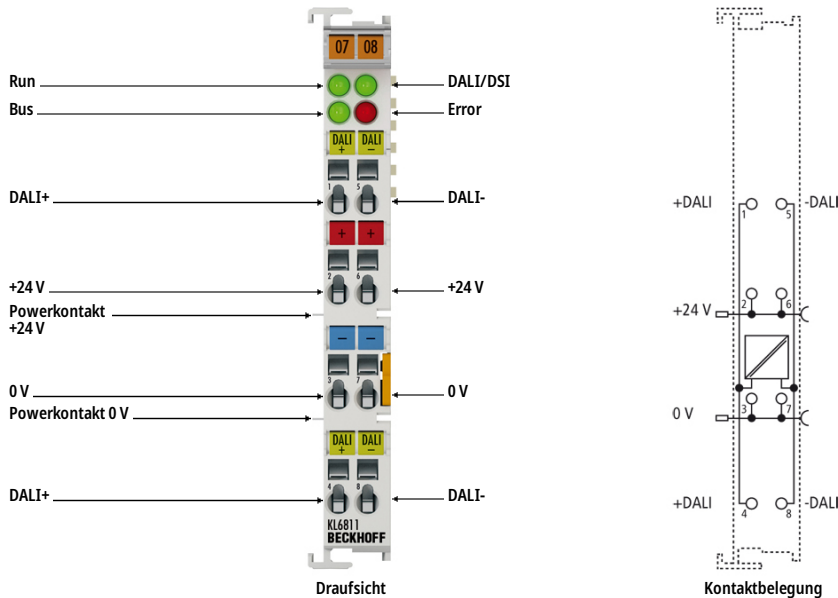 07 08
Run
DALI/DSI
Bus
Error
DALI + DALI −
1 5
DALI+
DALI-
+ +
2 6
+24 V
+24 V
Powerkontakt
+24 V
− −
3 7
0 V
0 V
Powerkontakt 0 V
DALI + DALI −
4 8
DALI+
DALI-
KL6811
BECKHOFF
Draufsicht
+DALI
-DALI
1 5
+24 V
2 6
0 V
3 7
+DALI
-DALI
4 8
Kontaktbelegung